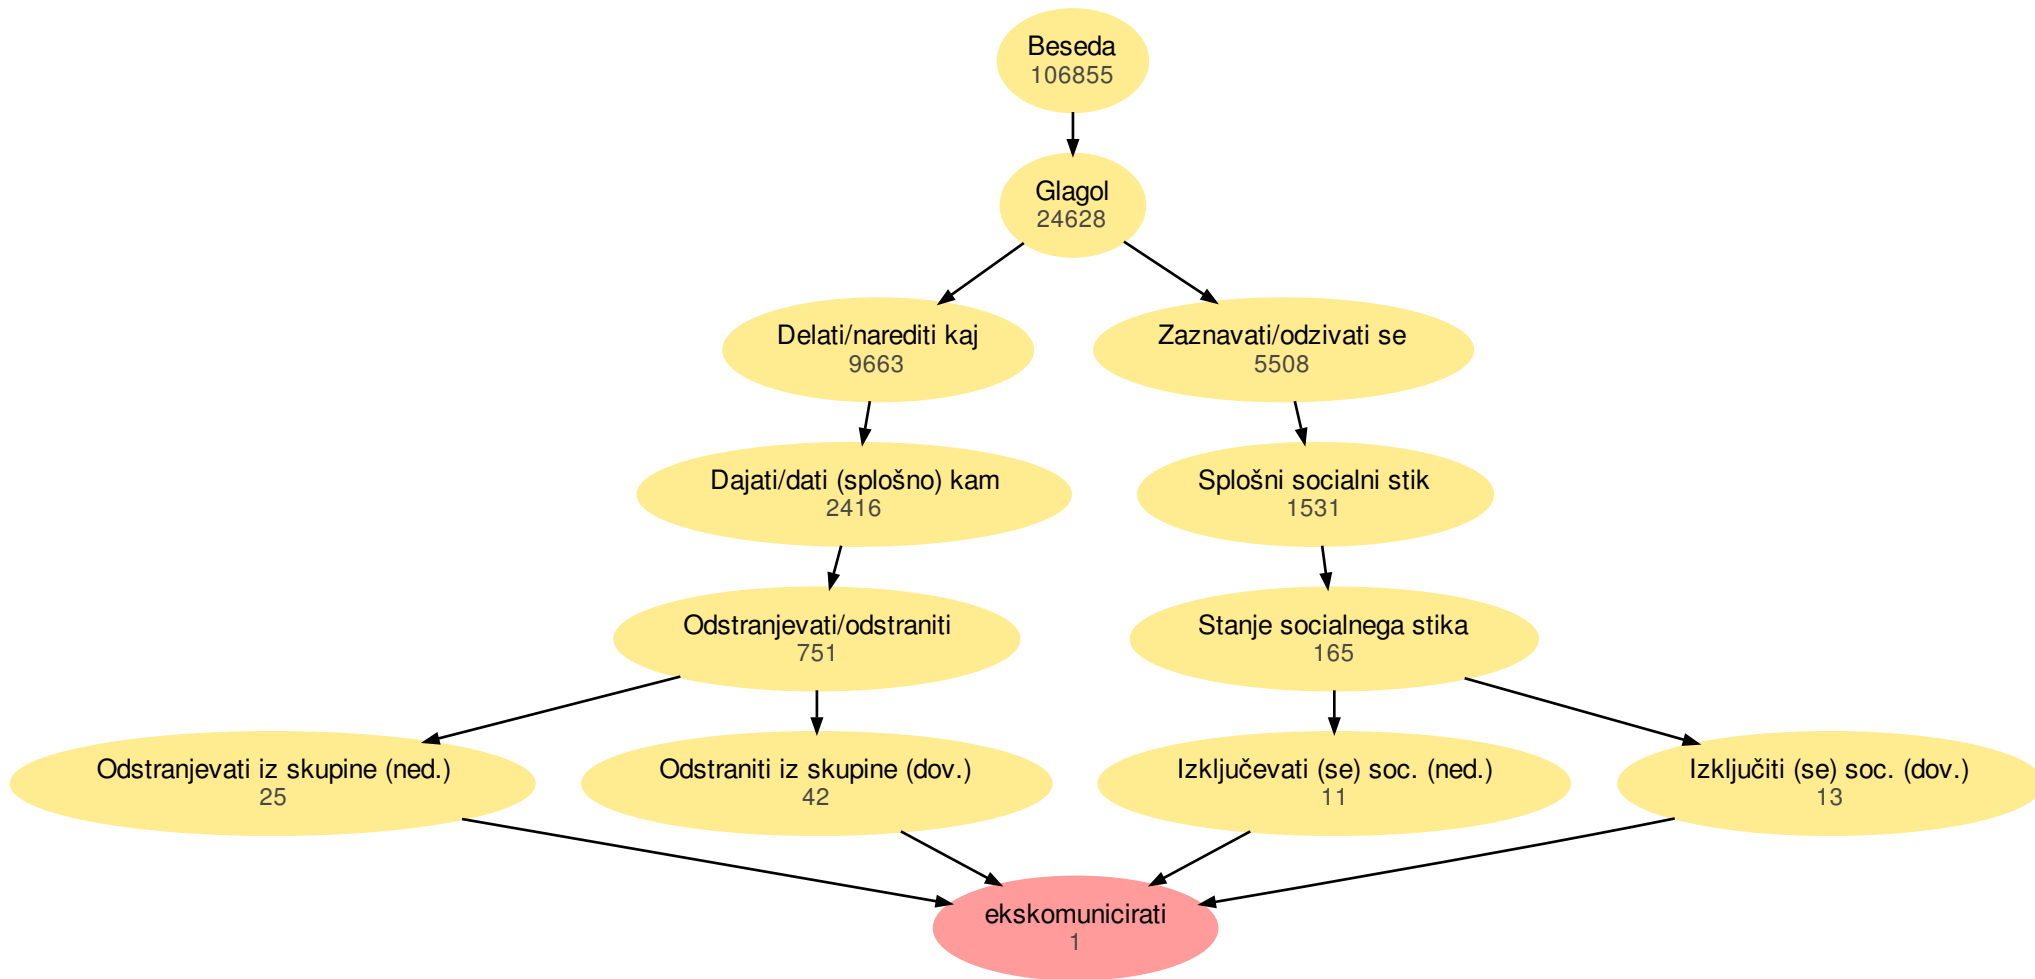 Beseda
106855
Glagol
24628
Delati/narediti kaj
9663
Zaznavati/odzivati se
5508
Dajati/dati (splošno) kam
2416
Splošni socialni stik
1531
Odstranjevati/odstraniti
751
Stanje socialnega stika
165
Odstranjevati iz skupine (ned.)
25
Odstraniti iz skupine (dov.)
42
Izključevati (se) soc. (ned.)
11
Izključiti (se) soc. (dov.)
13
ekskomunicirati
1